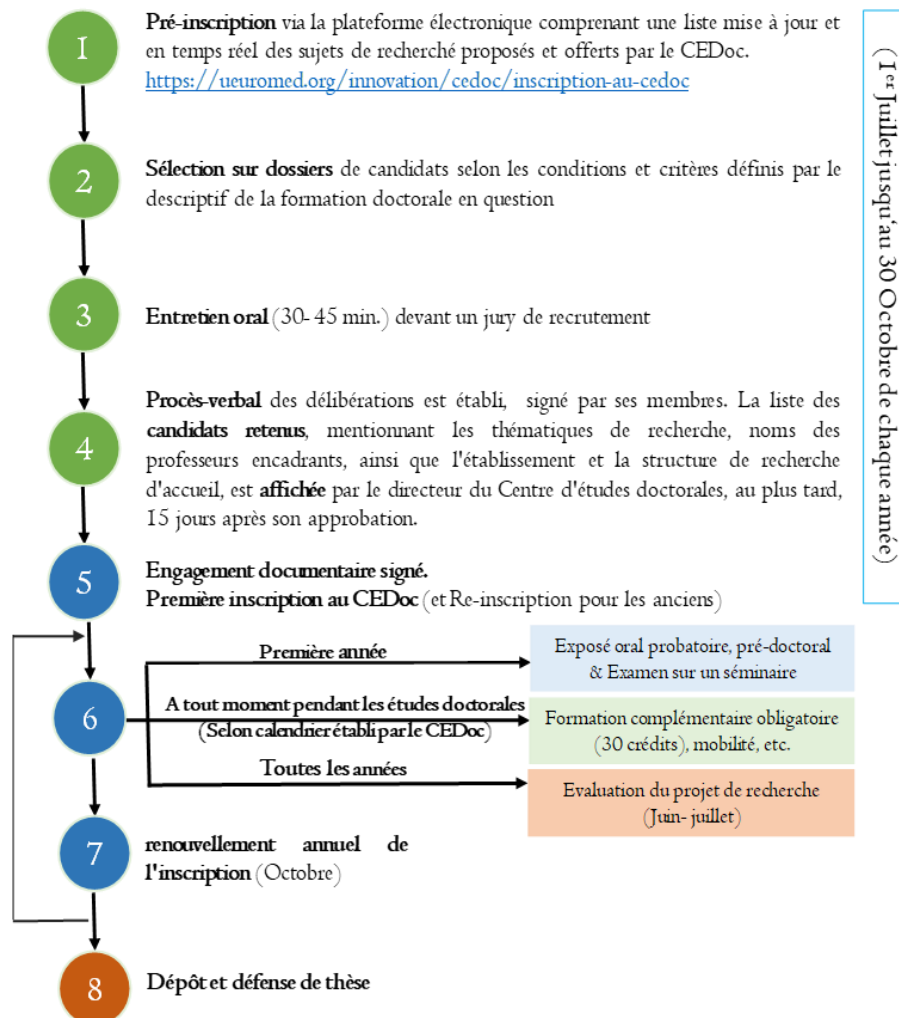 1
Pré-inscription via la plateforme électronique comprenant une liste mise à jour et
en temps réel des sujets de recherché proposés et offerts par le CEDoc.
https://ueuromed.org/innovation/cedoc/inscription-au-cedoc
2
Sélection sur dossiers de candidats selon les conditions et critères définis par le
descriptif de la formation doctorale en question
3
Entretien oral (30- 45 min.) devant un jury de recrutement
4
Procès-verbal des délibérations est établi, signé par ses membres. La liste des
candidats retenus, mentionnant les thématiques de recherche, noms des
professeurs encadrants, ainsi que l'établissement et la structure de recherche
d'accueil, est affichée par le directeur du Centre d'études doctorales, au plus tard,
15 jours après son approbation.
(1er Juillet jusqu'au 30 Octobre de chaque année)
5
Engagement documentaire signé.
Première inscription au CEDoc (et Re-inscription pour les anciens)
6
Première année
Exposé oral probatoire, pré-doctoral
& Examen sur un séminaire
A tout moment pendant les études doctorales
(Selon calendrier établi par le CEDoc)
Formation complémentaire obligatoire
(30 crédits), mobilité, etc.
Toutes les années
Evaluation du projet de recherche
(Juin- juillet)
7
renouvellement annuel de
l'inscription (Octobre)
8
Dépôt et défense de thèse